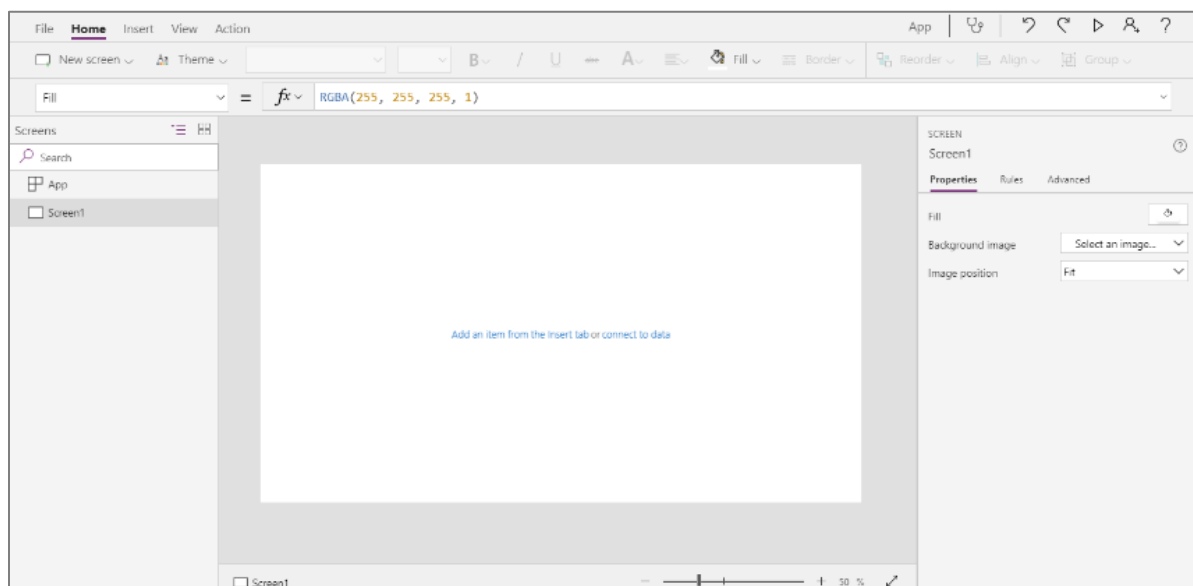 File Home Insert View Action App ?
New screen Theme B / U abc A Fill Border Reorder Align Group
Fill = fx RGBA(255, 255, 255, 1)
Screens
Search
App
Screen1
Add an item from the Insert tab or connect to data
SCREEN
Screen1
?
Properties Rules Advanced
Fill
Background image Select an image...
Image position Fit
Screen1 − + 50 %